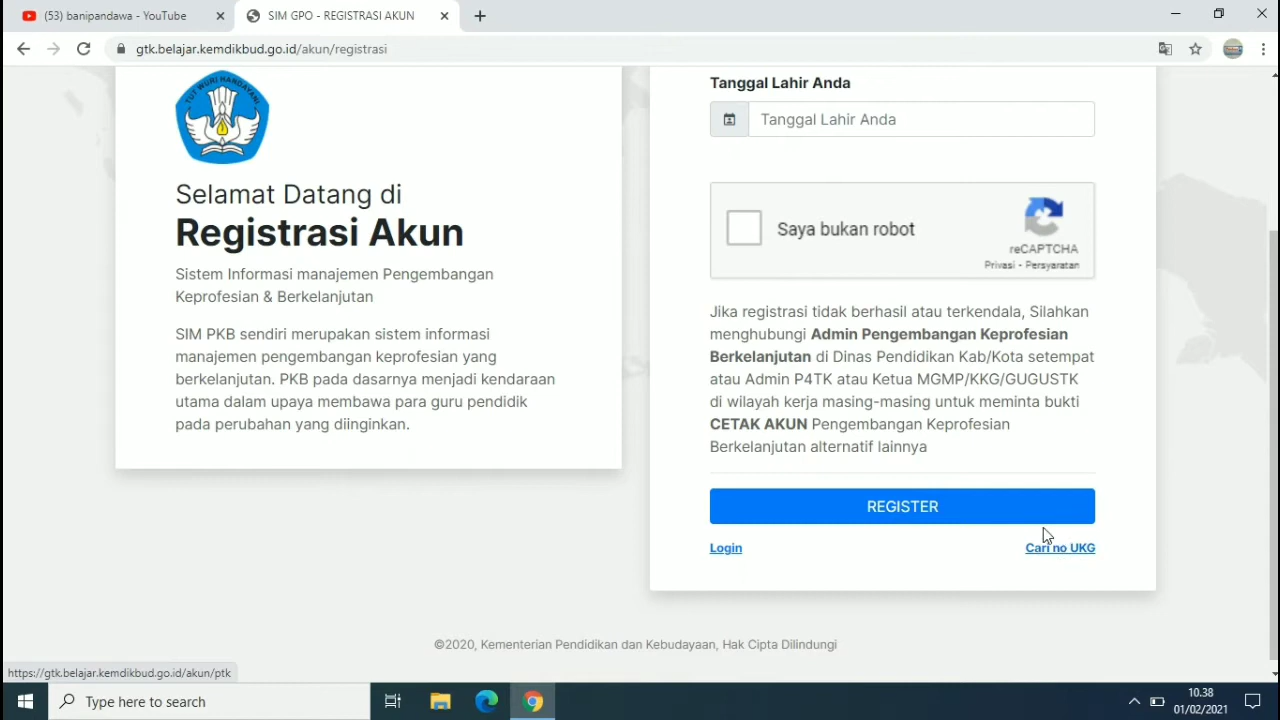 (53) banipandawa - YouTube
SIM GPO - REGISTRASI AKUN
gtk.belajar.kemdikbud.go.id/akun/registrasi
TUT WURI HANDAYANI
Selamat Datang di
Registrasi Akun
Sistem Informasi manajemen Pengembangan
Keprofesian & Berkelanjutan
SIM PKB sendiri merupakan sistem informasi
manajemen pengembangan keprofesian yang
berkelanjutan. PKB pada dasarnya menjadi kendaraan
utama dalam upaya membawa para guru pendidik
pada perubahan yang diinginkan.
Tanggal Lahir Anda
Tanggal Lahir Anda
Saya bukan robot
reCAPTCHA
Privasi - Persyaratan
Jika registrasi tidak berhasil atau terkendala, Silahkan
menghubungi Admin Pengembangan Keprofesian
Berkelanjutan di Dinas Pendidikan Kab/Kota setempat
atau Admin P4TK atau Ketua MGMP/KKG/GUGUSTK
di wilayah kerja masing-masing untuk meminta bukti
CETAK AKUN Pengembangan Keprofesian
Berkelanjutan alternatif lainnya
REGISTER
Login
Cari no UKG
©2020, Kementerian Pendidikan dan Kebudayaan, Hak Cipta Dilindungi
https://gtk.belajar.kemdikbud.go.id/akun/ptk
Type here to search
10.38
01/02/2021